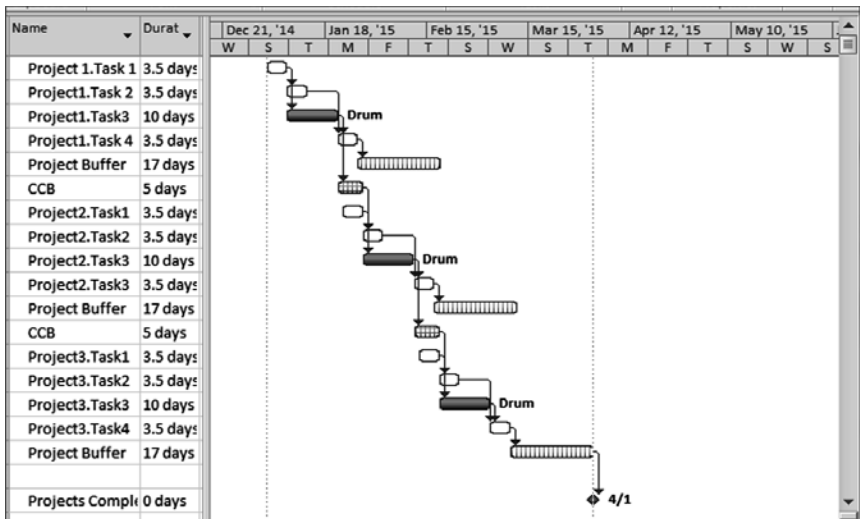 Name Durat Dec 21, '14 Jan 18, '15 Feb 15, '15 Mar 15, '15 Apr 12, '15 May 10, '15
W S T M F T S W S T M F T S W S
Project 1.Task 1 3.5 days
Project1.Task 2 3.5 days
Project1.Task3 10 days Drum
Project1.Task 4 3.5 days
Project Buffer 17 days
CCB 5 days
Project2.Task1 3.5 days
Project2.Task2 3.5 days
Project2.Task3 10 days Drum
Project2.Task3 3.5 days
Project Buffer 17 days
CCB 5 days
Project3.Task1 3.5 days
Project3.Task2 3.5 days
Project3.Task3 10 days Drum
Project3.Task4 3.5 days
Project Buffer 17 days
Projects Comple 0 days 4/1